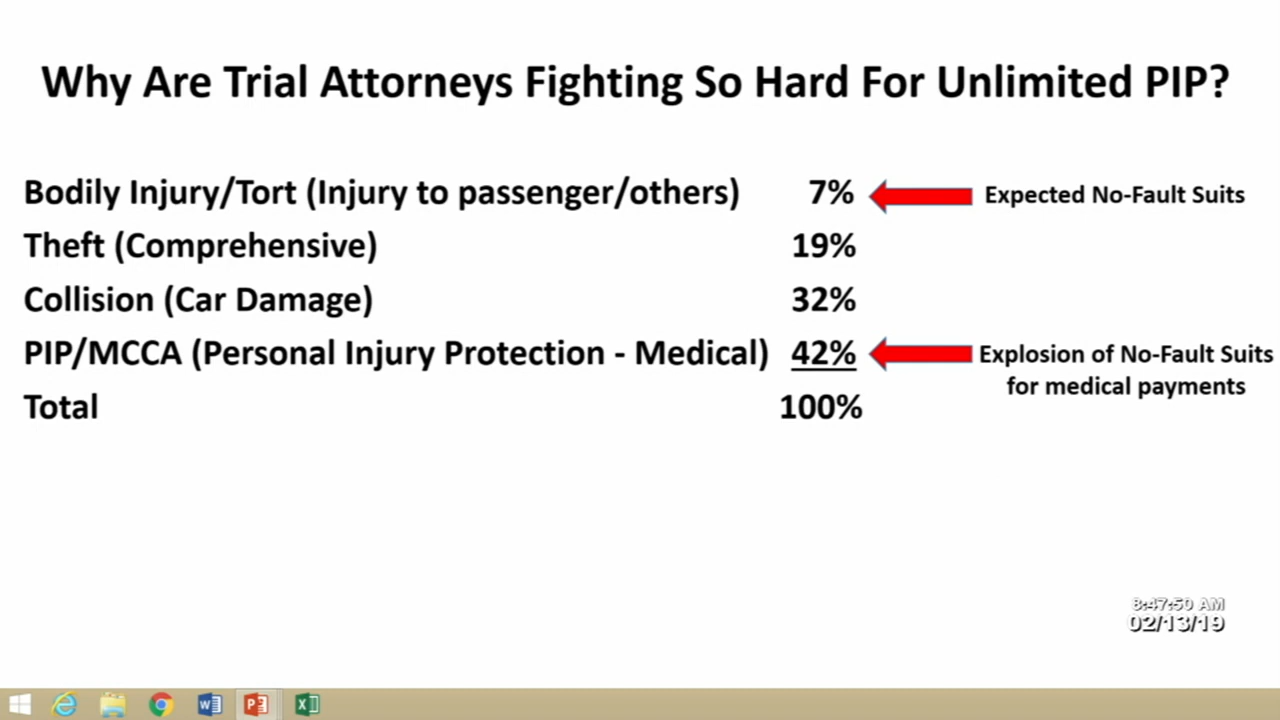 Why Are Trial Attorneys Fighting So Hard For Unlimited PIP?
Bodily Injury/Tort (Injury to passenger/others) 7% Expected No-Fault Suits
Theft (Comprehensive) 19%
Collision (Car Damage) 32%
PIP/MCCA (Personal Injury Protection - Medical) 42% Explosion of No-Fault Suits
for medical payments
Total 100%
8:47:50 AM
02/13/19